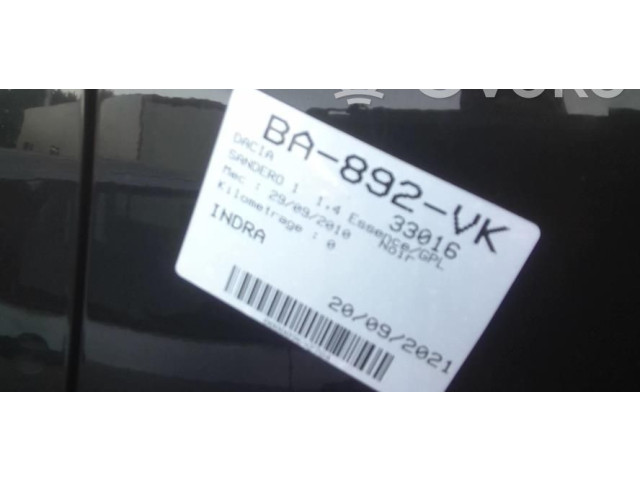 BA-892-VK
DACIA 33016
SANDERO 1 1.4 Essence/GPL
Mec : 29/09/2010 Noir
Kilometrage : 0
INDRA
20/09/2021